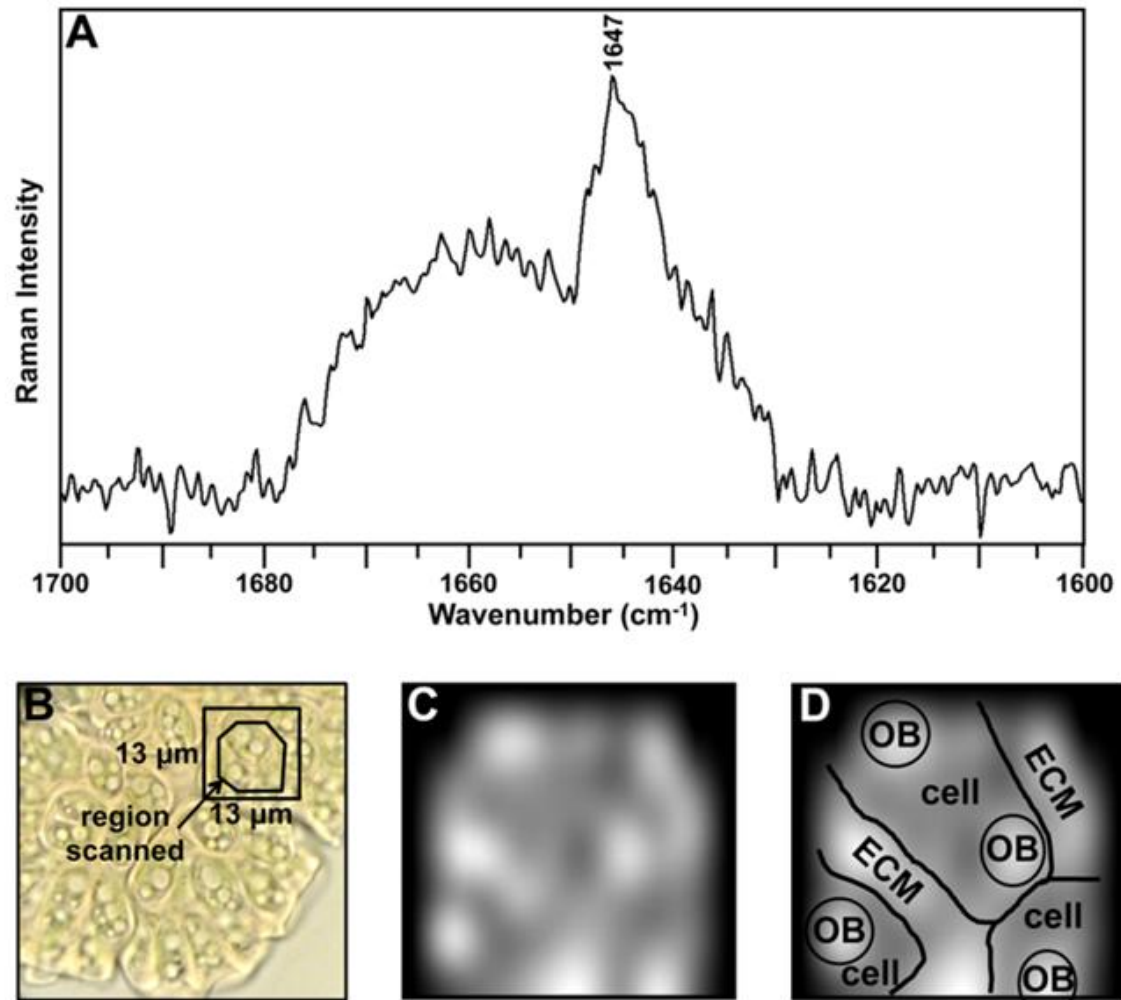 A
1647
Raman Intensity
1700 1680 1660 1640 1620 1600
Wavenumber (cm-1)
B
13 µm
region
scanned
13 µm
C
D
OB
ECM
cell
OB
ECM
OB
cell
cell
OB